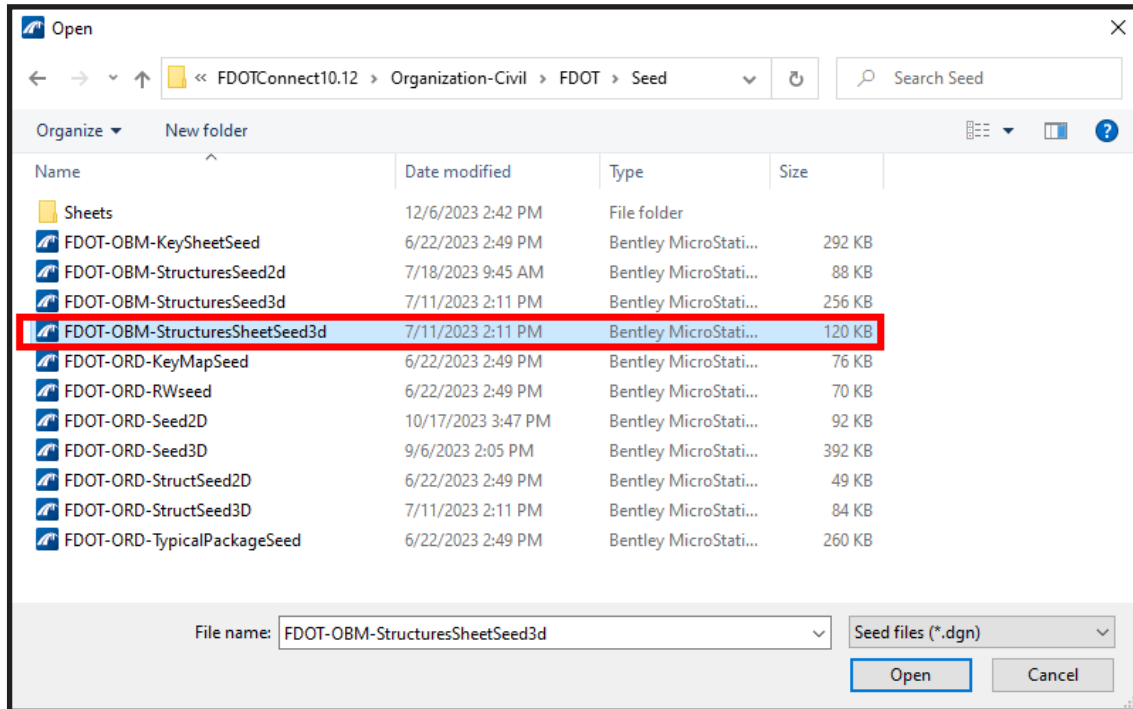 Open
« FDOTConnect10.12 › Organization-Civil › FDOT › Seed Search Seed
Organize New folder
Name Date modified Type Size
Sheets 12/6/2023 2:42 PM File folder
FDOT-OBM-KeySheetSeed 6/22/2023 2:49 PM Bentley MicroStati... 292 KB
FDOT-OBM-StructuresSeed2d 7/18/2023 9:45 AM Bentley MicroStati... 88 KB
FDOT-OBM-StructuresSeed3d 7/11/2023 2:11 PM Bentley MicroStati... 256 KB
FDOT-OBM-StructuresSheetSeed3d 7/11/2023 2:11 PM Bentley MicroStati... 120 KB
FDOT-ORD-KeyMapSeed 6/22/2023 2:49 PM Bentley MicroStati... 76 KB
FDOT-ORD-RWseed 6/22/2023 2:49 PM Bentley MicroStati... 70 KB
FDOT-ORD-Seed2D 10/17/2023 3:47 PM Bentley MicroStati... 92 KB
FDOT-ORD-Seed3D 9/6/2023 2:05 PM Bentley MicroStati... 392 KB
FDOT-ORD-StructSeed2D 6/22/2023 2:49 PM Bentley MicroStati... 49 KB
FDOT-ORD-StructSeed3D 7/11/2023 2:11 PM Bentley MicroStati... 84 KB
FDOT-ORD-TypicalPackageSeed 6/22/2023 2:49 PM Bentley MicroStati... 260 KB
File name: FDOT-OBM-StructuresSheetSeed3d Seed files (*.dgn)
Open Cancel